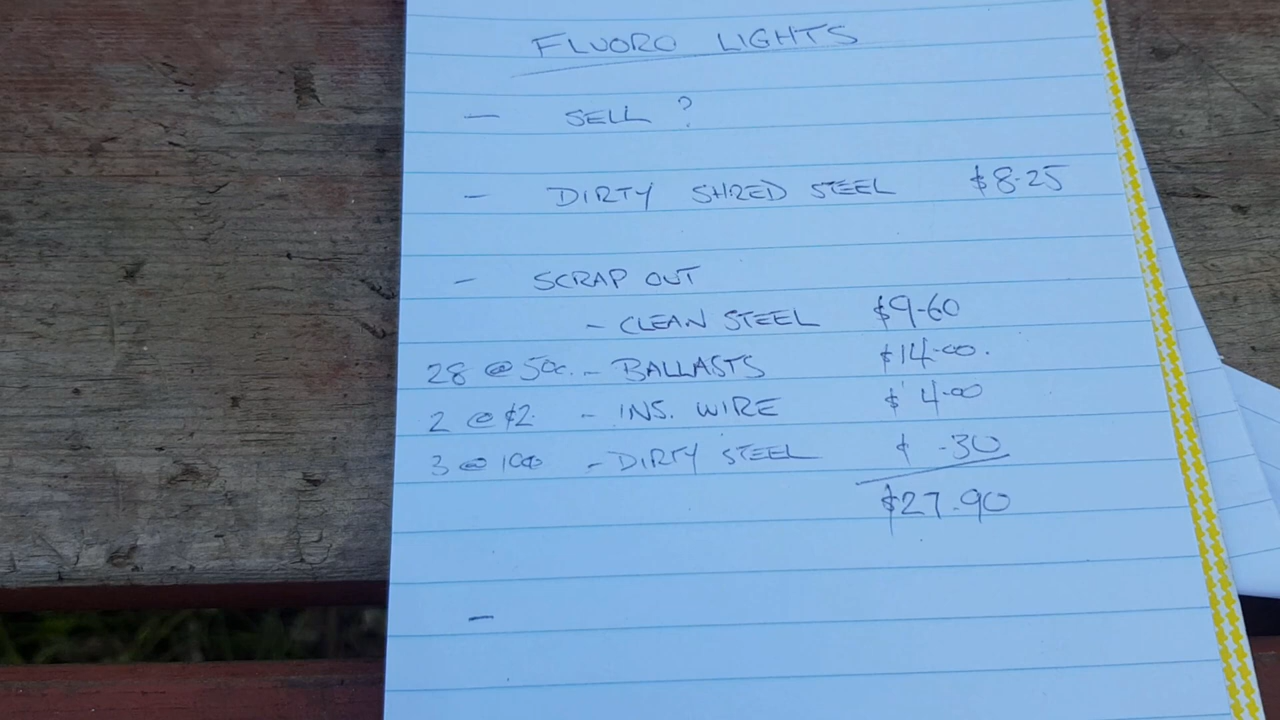 FLUORO LIGHTS
— SELL ?
— DIRTY SHRED STEEL $8.25
— SCRAP OUT
- CLEAN STEEL $9.60
28 @ 50c. - BALLASTS $14.00.
2 @ $2. - INS. WIRE $4.00
3 @ 10c - DIRTY STEEL $ .30
$27.90
—